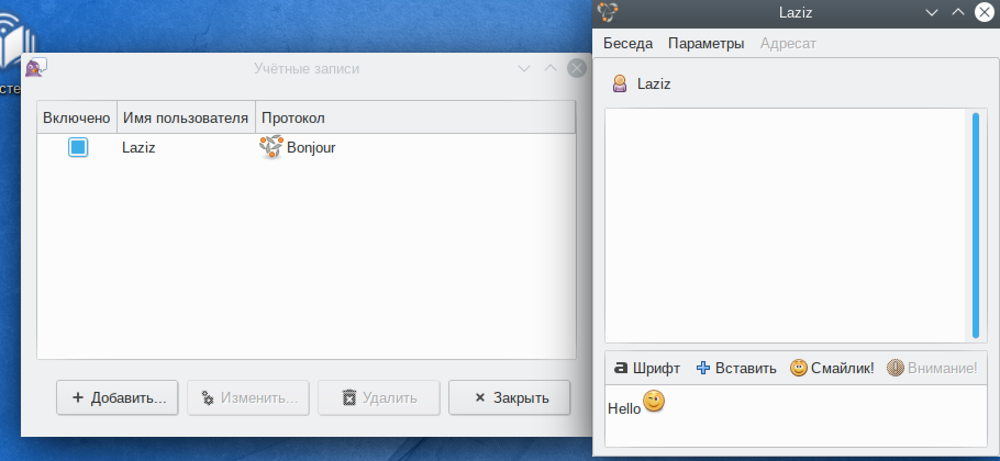 Учётные записи
Включено Имя пользователя Протокол
Laziz Bonjour
Добавить... Изменить... Удалить Закрыть
Laziz
Беседа Параметры Адресат
Laziz
a Шрифт Вставить Смайлик! Внимание!
Hello